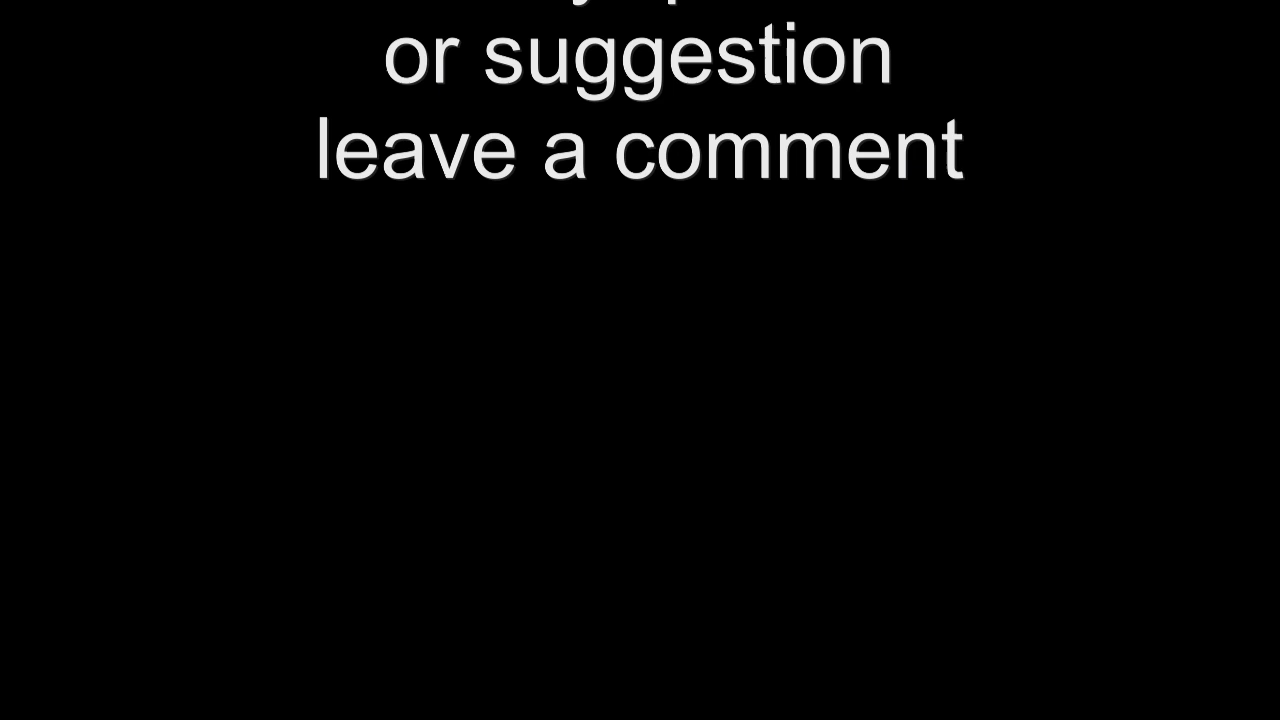 or suggestion
leave a comment